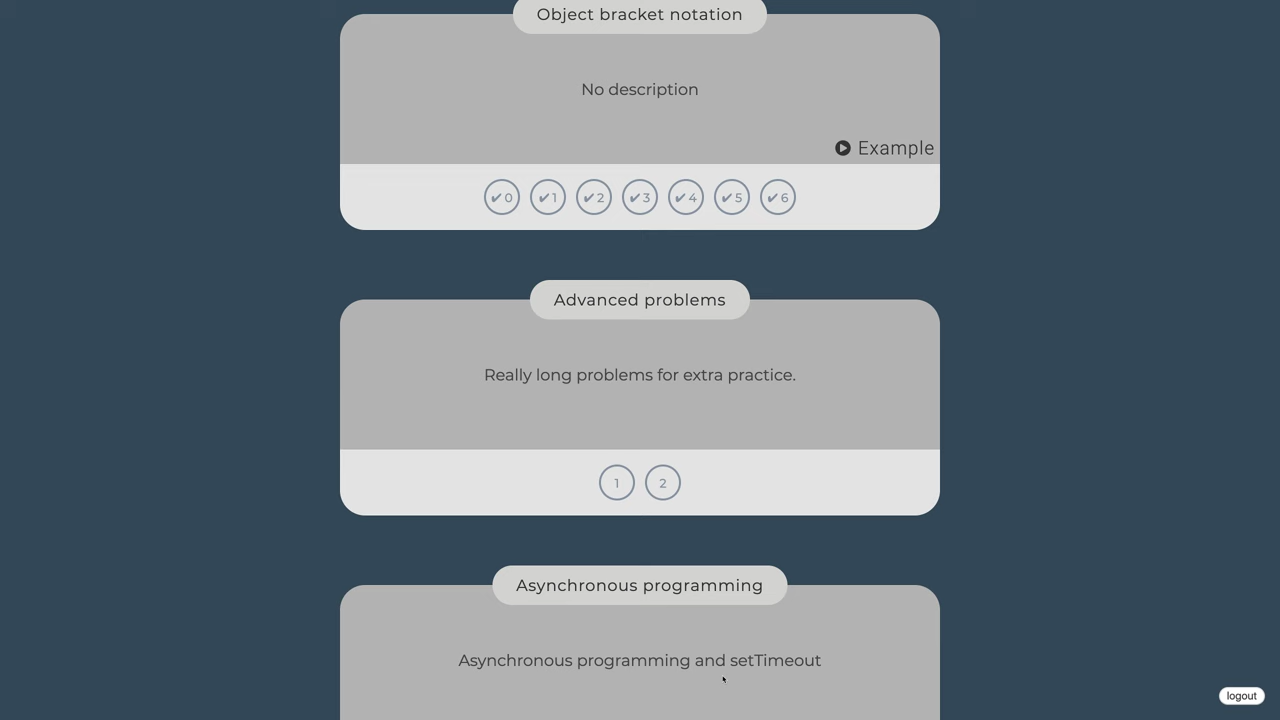 Object bracket notation
No description
Example
✔0 ✔1 ✔2 ✔3 ✔4 ✔5 ✔6
Advanced problems
Really long problems for extra practice.
1 2
Asynchronous programming
Asynchronous programming and setTimeout
logout